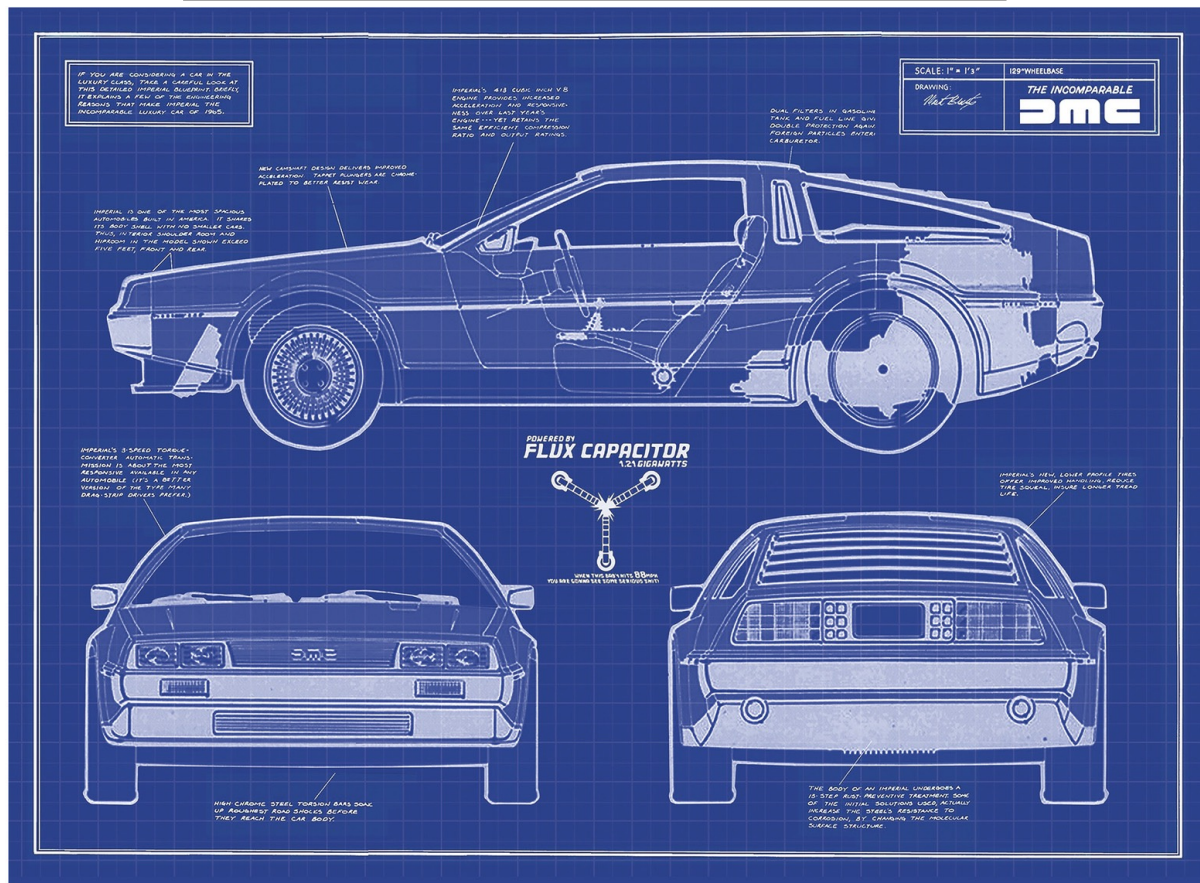 IF YOU ARE CONSIDERING A CAR IN THE
LUXURY CLASS, TAKE A CAREFUL LOOK AT
THIS DETAILED IMPERIAL BLUEPRINT. BRIEFLY,
IT EXPLAINS A FEW OF THE ENGINEERING
REASONS THAT MAKE IMPERIAL THE
INCOMPARABLE LUXURY CAR OF 1965.
SCALE: 1" = 1'3"
129" WHEELBASE
DRAWING:
THE INCOMPARABLE
DMC
IMPERIAL'S 413 CUBIC INCH V.8
ENGINE PROVIDES INCREASED
ACCELERATION AND RESPONSIVE-
NESS OVER LAST YEAR'S
ENGINE---YET RETAINS THE
SAME EFFICIENT COMPRESSION
RATIO AND OUTPUT RATINGS.
DUAL FILTERS IN GASOLIN
TANK AND FUEL LINE GIVI
DOUBLE PROTECTION AGAIN
FOREIGN PARTICLES ENTERI
CARBURETOR.
NEW CAMSHAFT DESIGN DELIVERS IMPROVED
ACCELERATION. TAPPET PLUNGERS ARE CHROME-
PLATED TO BETTER RESIST WEAR.
IMPERIAL IS ONE OF THE MOST SPACIOUS
AUTOMOBILES BUILT IN AMERICA. IT SHARES
ITS BODY SHELL WITH NO SMALLER CARS.
THUS, INTERIOR SHOULDER ROOM AND
HIPROOM IN THE MODEL SHOWN EXCEED
FIVE FEET, FRONT AND REAR.
POWERED BY
FLUX CAPACITOR
1.21 GIGAWATTS
WHEN THIS BABY HITS 88MPH
YOU ARE GONNA SEE SOME SERIOUS SHIT!
IMPERIAL'S 3-SPEED TORQUE-
CONVERTER AUTOMATIC TRANS-
MISSION IS ABOUT THE MOST
RESPONSIVE AVAILABLE IN ANY
AUTOMOBILE (IT'S A BETTER
VERSION OF THE TYPE MANY
DRAG-STRIP DRIVERS PREFER.)
IMPERIAL'S NEW, LOWER PROFILE TIRES
OFFER IMPROVED HANDLING, REDUCE
TIRE SQUEAL, INSURE LONGER TREAD
LIFE.
DMC
HIGH-CHROME STEEL TORSION BARS SOAK
UP ROUGHEST ROAD SHOCKS BEFORE
THEY REACH THE CAR BODY.
THE BODY OF AN IMPERIAL UNDERGOES A
13-STEP RUST-PREVENTIVE TREATMENT. SOME
OF THE INITIAL SOLUTIONS USED, ACTUALLY
INCREASE THE STEEL'S RESISTANCE TO
CORROSION, BY CHANGING THE MOLECULAR
SURFACE STRUCTURE.